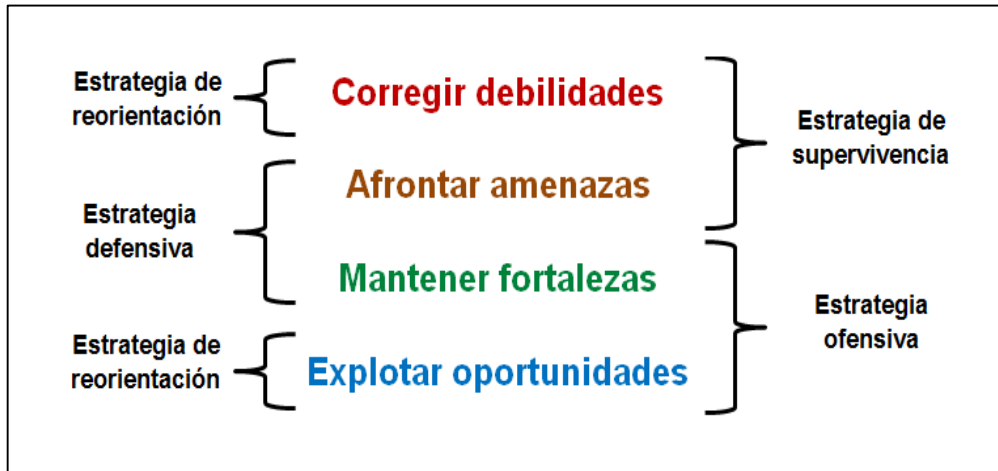 Estrategia de
reorientación
Corregir debilidades
Estrategia de
supervivencia
Afrontar amenazas
Estrategia
defensiva
Mantener fortalezas
Estrategia
ofensiva
Estrategia de
reorientación
Explotar oportunidades